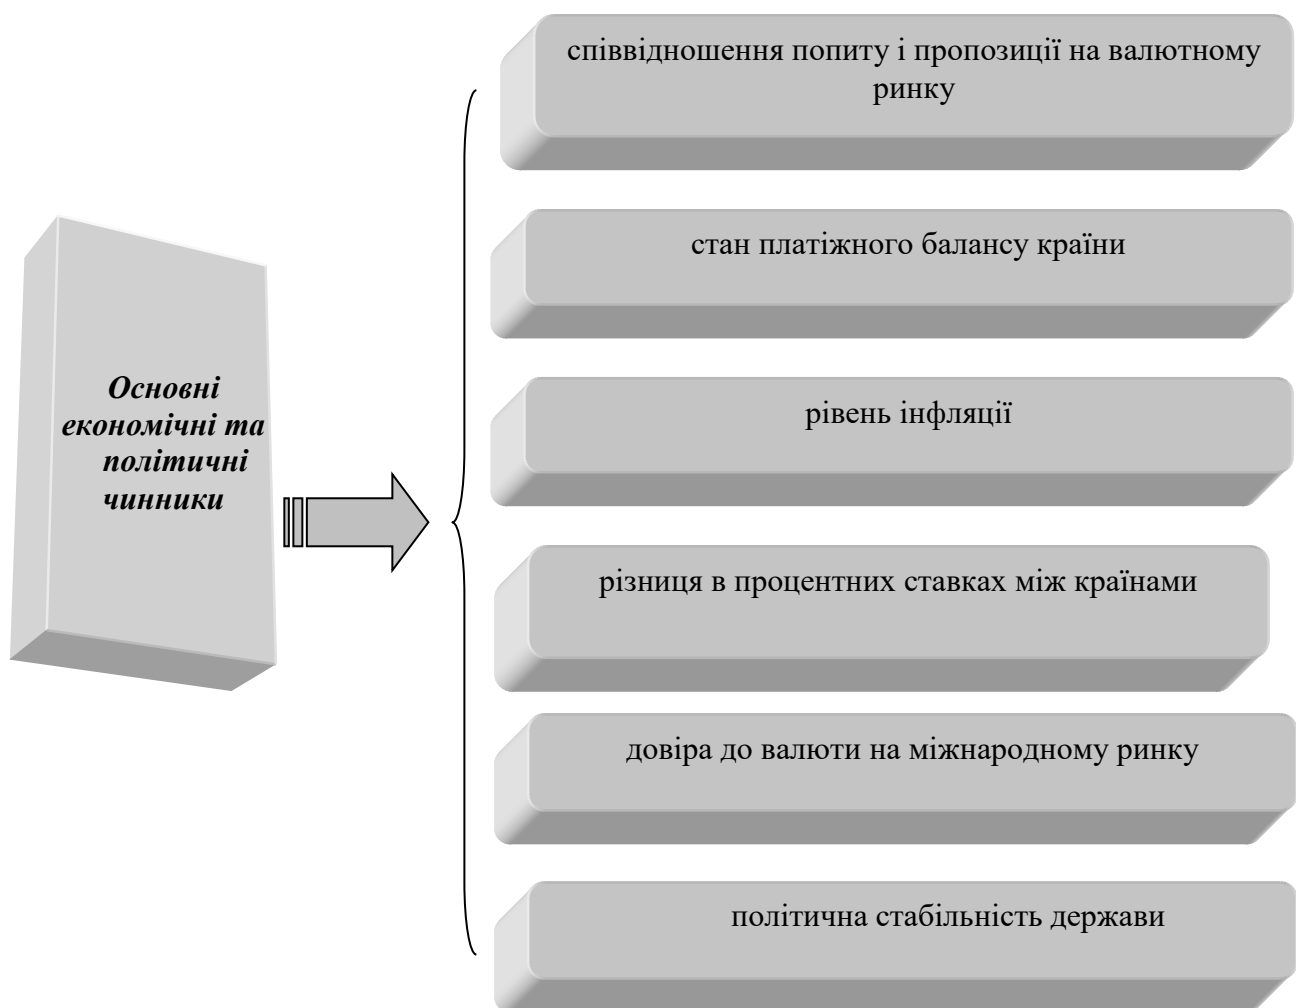 Основні
економічні та
політичні
чинники
співвідношення попиту і пропозиції на валютному
ринку
стан платіжного балансу країни
рівень інфляції
різниця в процентних ставках між країнами
довіра до валюти на міжнародному ринку
політична стабільність держави